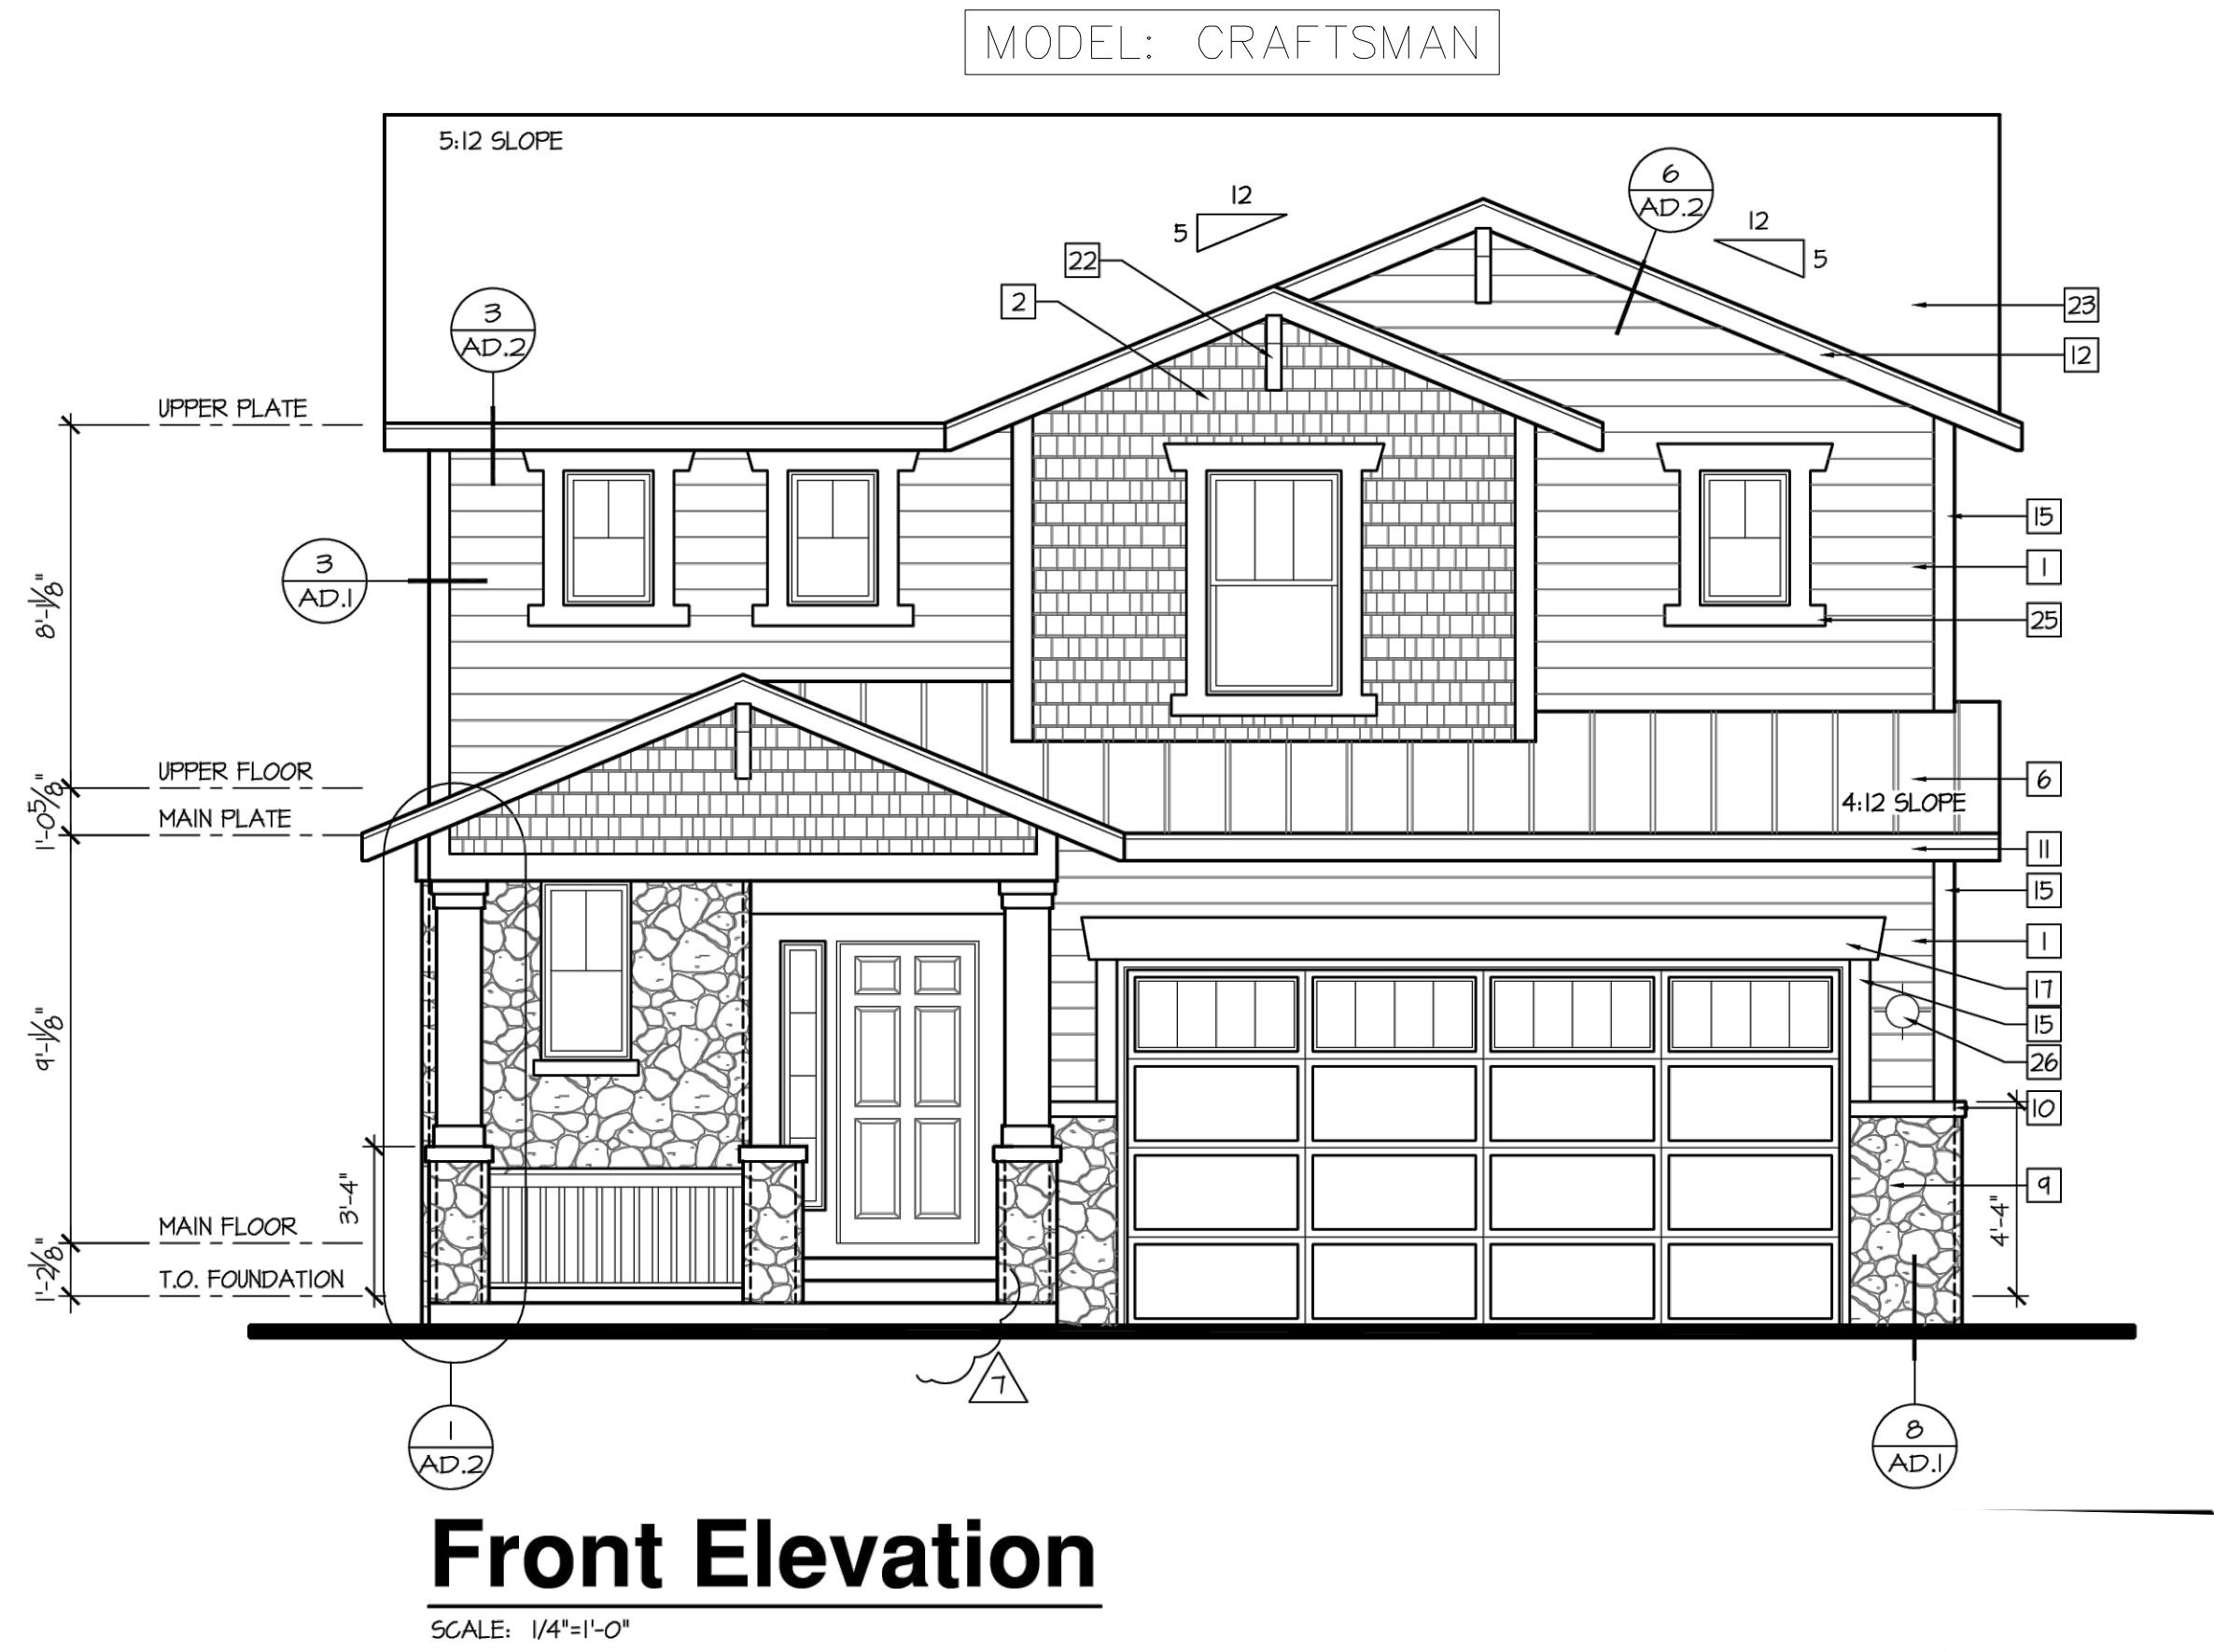 MODEL: CRAFTSMAN
5:12 SLOPE
6
AD.2
12
5
12
5
22
2
23
12
3
AD.2
UPPER PLATE
15
3
AD.1
8'-1 1/8"
1
25
UPPER FLOOR
6
1'-0 5/8"
4:12 SLOPE
MAIN PLATE
11
15
1
17
9'-1 1/8"
15
26
10
3'-4"
9
4'-4"
MAIN FLOOR
1'-2 1/8"
T.O. FOUNDATION
7
1
AD.2
8
AD.1
Front Elevation
SCALE: 1/4"=1'-0"